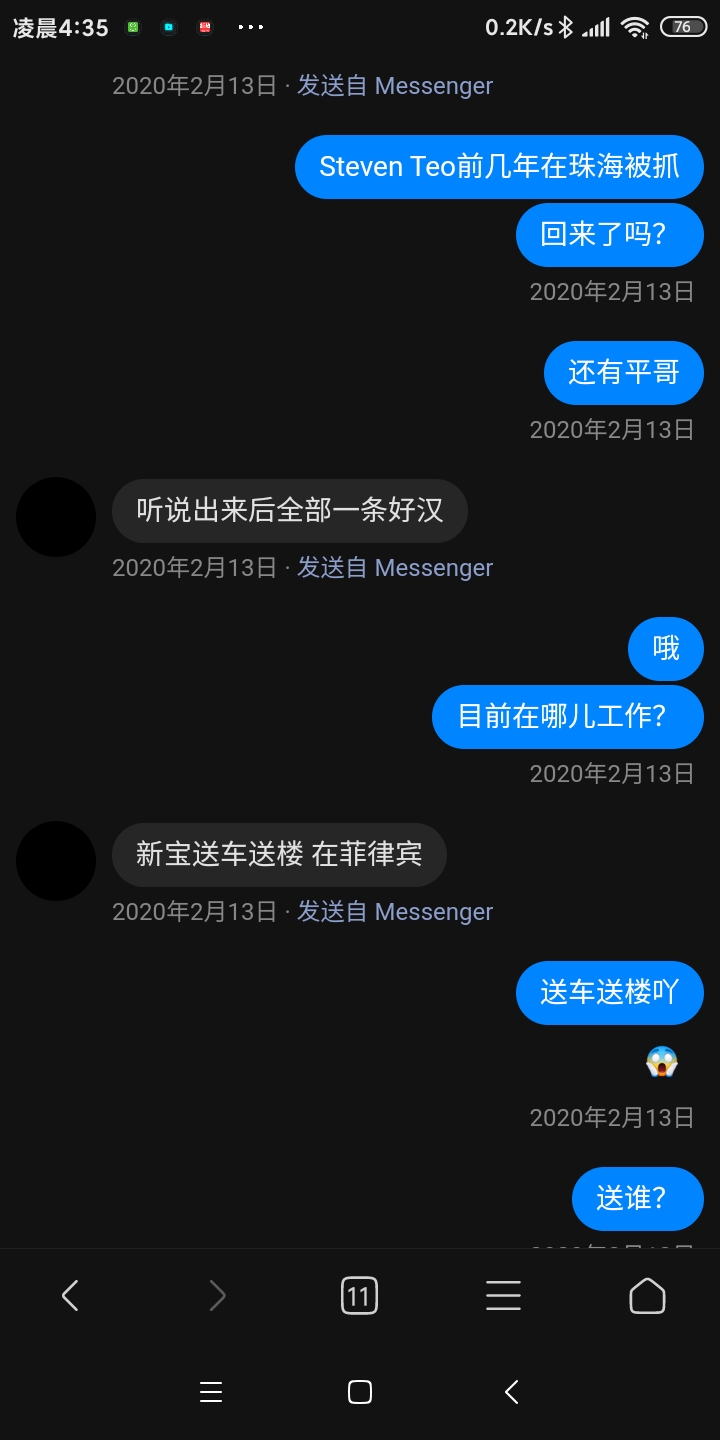 凌晨4:35
0.2K/s
76
2020年2月13日 · 发送自 Messenger
Steven Teo前几年在珠海被抓
回来了吗？
2020年2月13日
还有平哥
2020年2月13日
听说出来后全部一条好汉
2020年2月13日 · 发送自 Messenger
哦
目前在哪儿工作？
2020年2月13日
新宝送车送楼 在菲律宾
2020年2月13日 · 发送自 Messenger
送车送楼吖
😱
2020年2月13日
送谁？
11